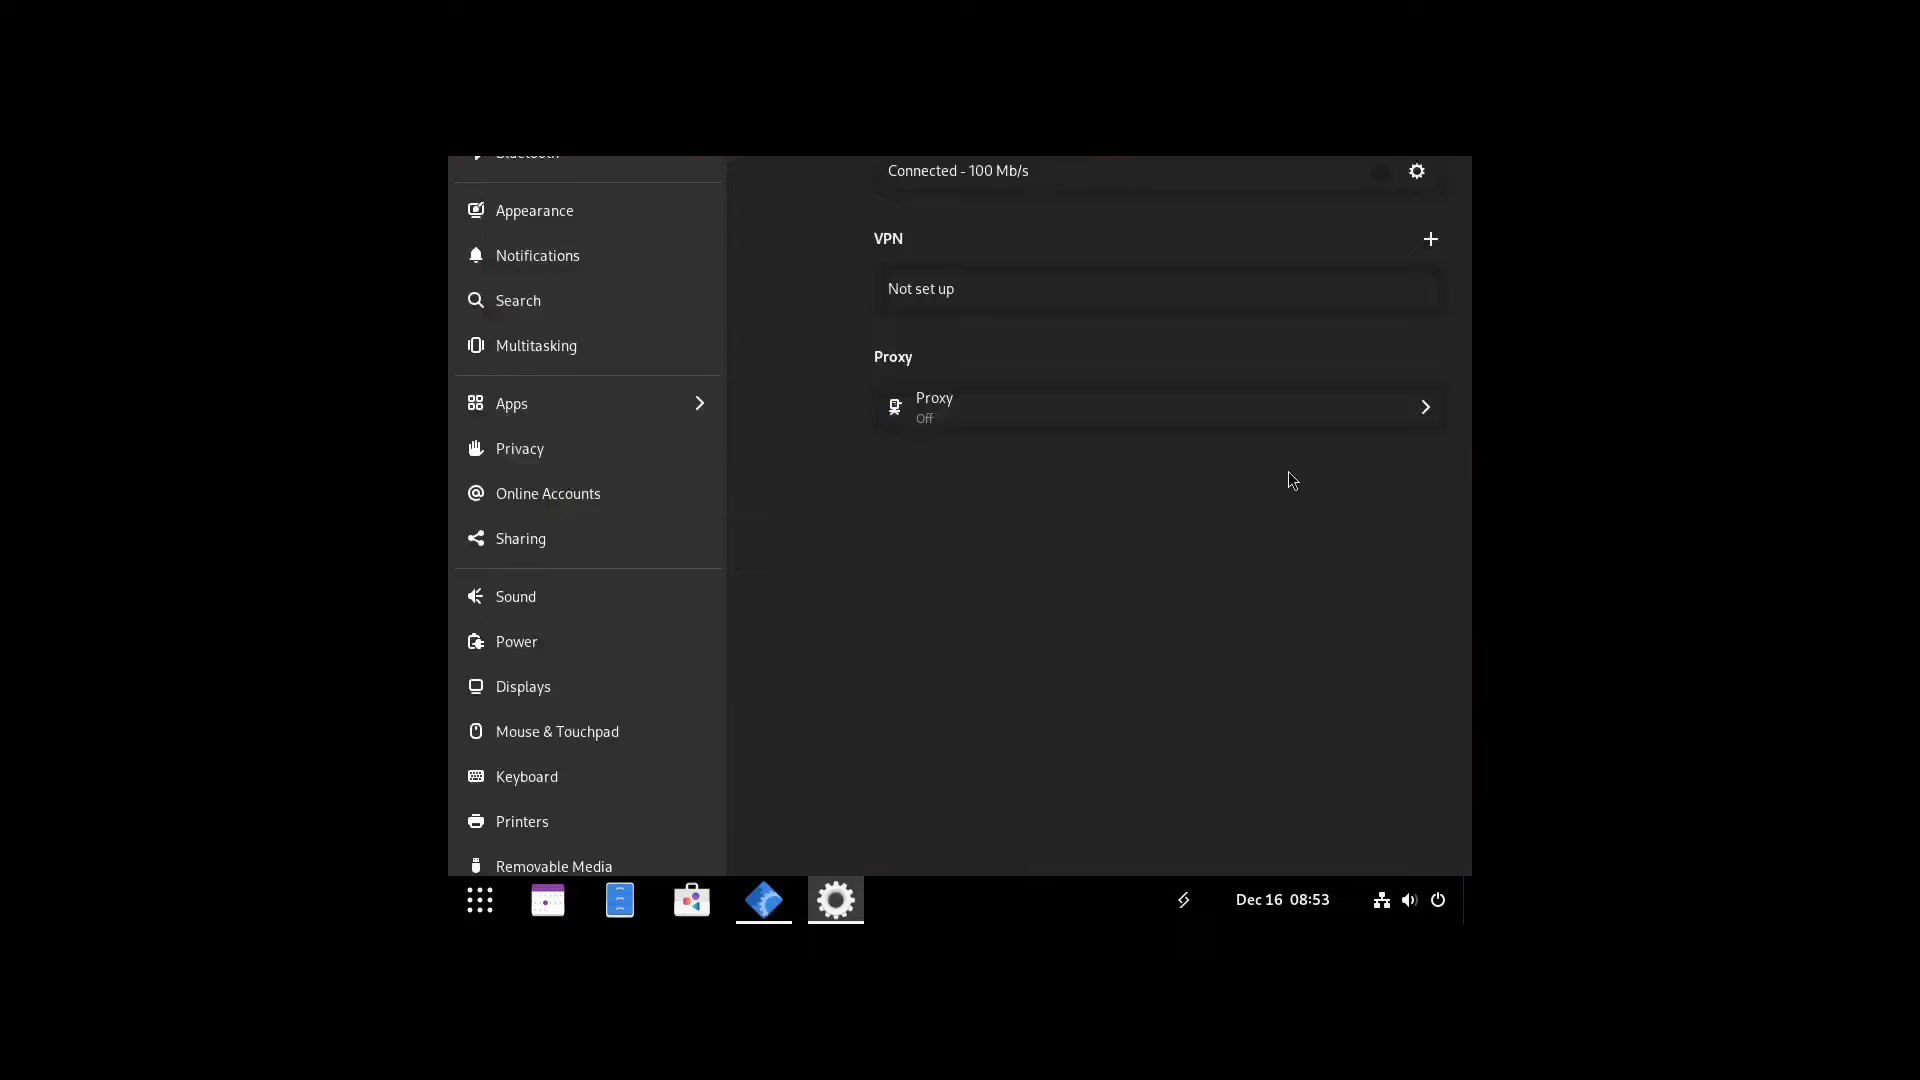 Bluetooth
Connected - 100 Mb/s
Appearance
VPN
Notifications
Not set up
Search
Multitasking
Proxy
Proxy
Off
Apps
Privacy
Online Accounts
Sharing
Sound
Power
Displays
Mouse & Touchpad
Keyboard
Printers
Removable Media
Dec 16 08:53